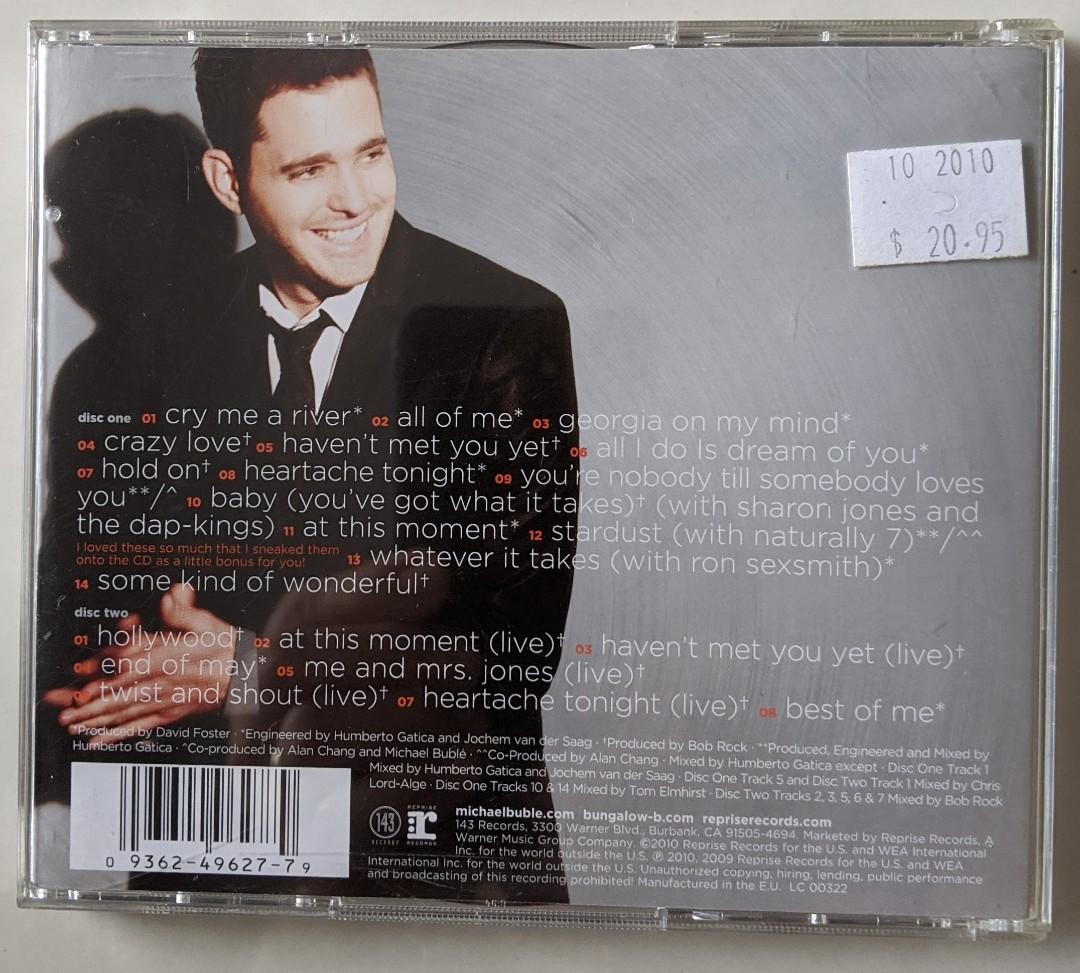 10 2010
$ 20.95
disc one 01 cry me a river* 02 all of me* 03 georgia on my mind*
04 crazy love† 05 haven't met you yet† 06 all I do Is dream of you*
07 hold on† 08 heartache tonight* 09 you're nobody till somebody loves
you**/^ 10 baby (you've got what it takes)† (with sharon jones and
the dap-kings) 11 at this moment* 12 stardust (with naturally 7)**/^^
I loved these so much that I sneaked them
onto the CD as a little bonus for you! 13 whatever it takes (with ron sexsmith)*
14 some kind of wonderful†
disc two
01 hollywood† 02 at this moment (live)† 03 haven't met you yet (live)†
04 end of may* 05 me and mrs. jones (live)†
twist and shout (live)† 07 heartache tonight (live)† 08 best of me*
*Produced by David Foster · *Engineered by Humberto Gatica and Jochem van der Saag · †Produced by Bob Rock · **Produced, Engineered and Mixed by
Humberto Gatica · ^Co-produced by Alan Chang and Michael Bublé · ^^Co-Produced by Alan Chang · Mixed by Humberto Gatica except · Disc One Track 1
Mixed by Humberto Gatica and Jochem van der Saag · Disc One Track 5 and Disc Two Track 1 Mixed by Chris
Lord-Alge · Disc One Tracks 10 & 14 Mixed by Tom Elmhirst · Disc Two Tracks 2, 3, 5, 6 & 7 Mixed by Bob Rock
143 RECORDS
REPRISE r RECORDS
michaelbuble.com bungalow-b.com repriserecords.com
143 Records, 3300 Warner Blvd., Burbank, CA 91505-4694. Marketed by Reprise Records, A
Warner Music Group Company. ©2010 Reprise Records for the U.S. and WEA International
Inc. for the world outside the U.S. ℗ 2010, 2009 Reprise Records for the U.S. and WEA
International Inc. for the world outside the U.S. Unauthorized copying, hiring, lending, public performance
and broadcasting of this recording prohibited! Manufactured in the E.U. LC 00322
0 9362-49627-7 9